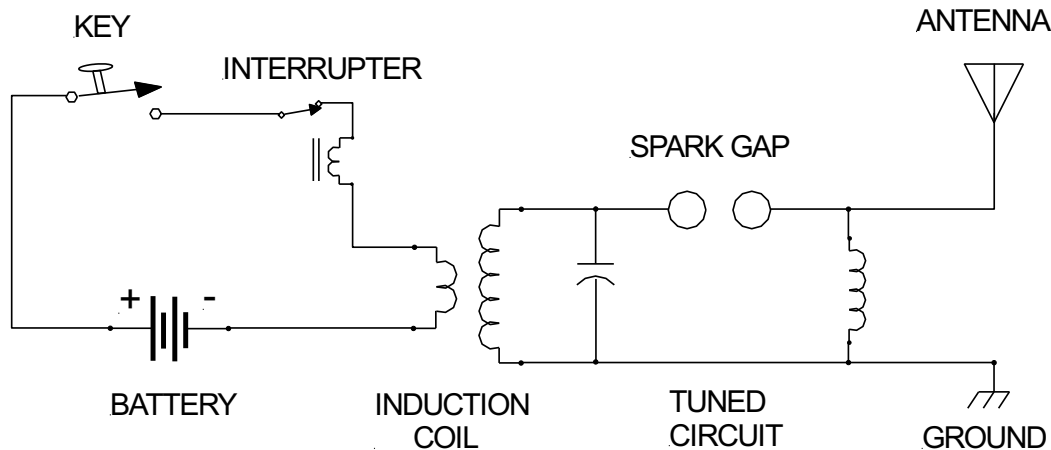 KEY
ANTENNA
INTERRUPTER
SPARK GAP
+ -
BATTERY
INDUCTION
COIL
TUNED
CIRCUIT
GROUND